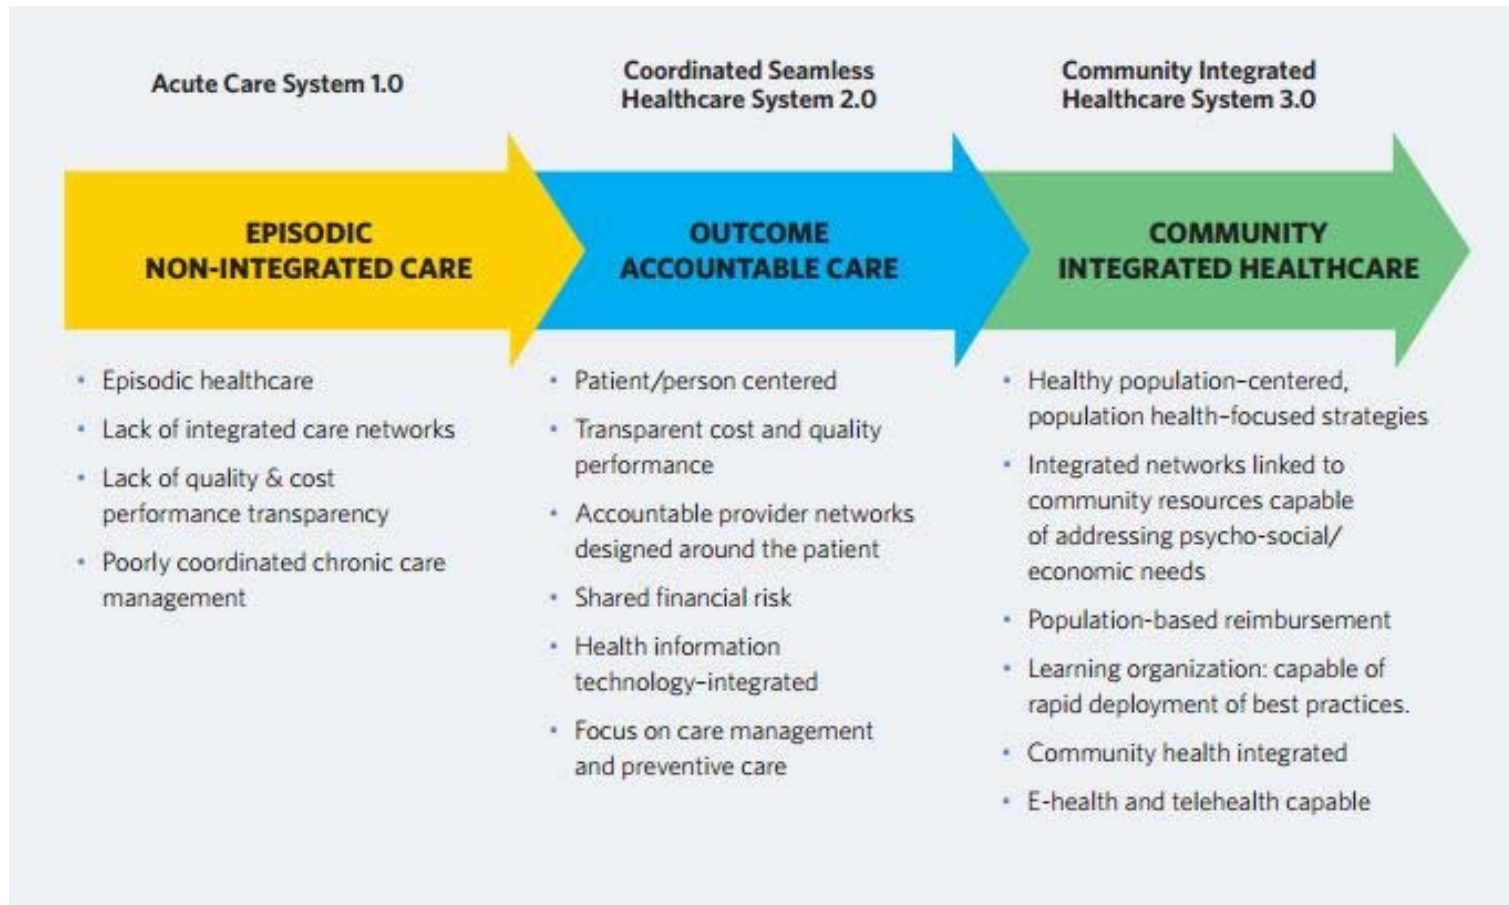 Acute Care System 1.0
Coordinated Seamless
Healthcare System 2.0
Community Integrated
Healthcare System 3.0
EPISODIC
NON-INTEGRATED CARE
OUTCOME
ACCOUNTABLE CARE
COMMUNITY
INTEGRATED HEALTHCARE
• Episodic healthcare
• Lack of integrated care networks
• Lack of quality & cost
performance transparency
• Poorly coordinated chronic care
management
• Patient/person centered
• Transparent cost and quality
performance
• Accountable provider networks
designed around the patient
• Shared financial risk
• Health information
technology–integrated
• Focus on care management
and preventive care
• Healthy population–centered,
population health–focused strategies
• Integrated networks linked to
community resources capable
of addressing psycho-social/
economic needs
• Population-based reimbursement
• Learning organization: capable of
rapid deployment of best practices.
• Community health integrated
• E-health and telehealth capable